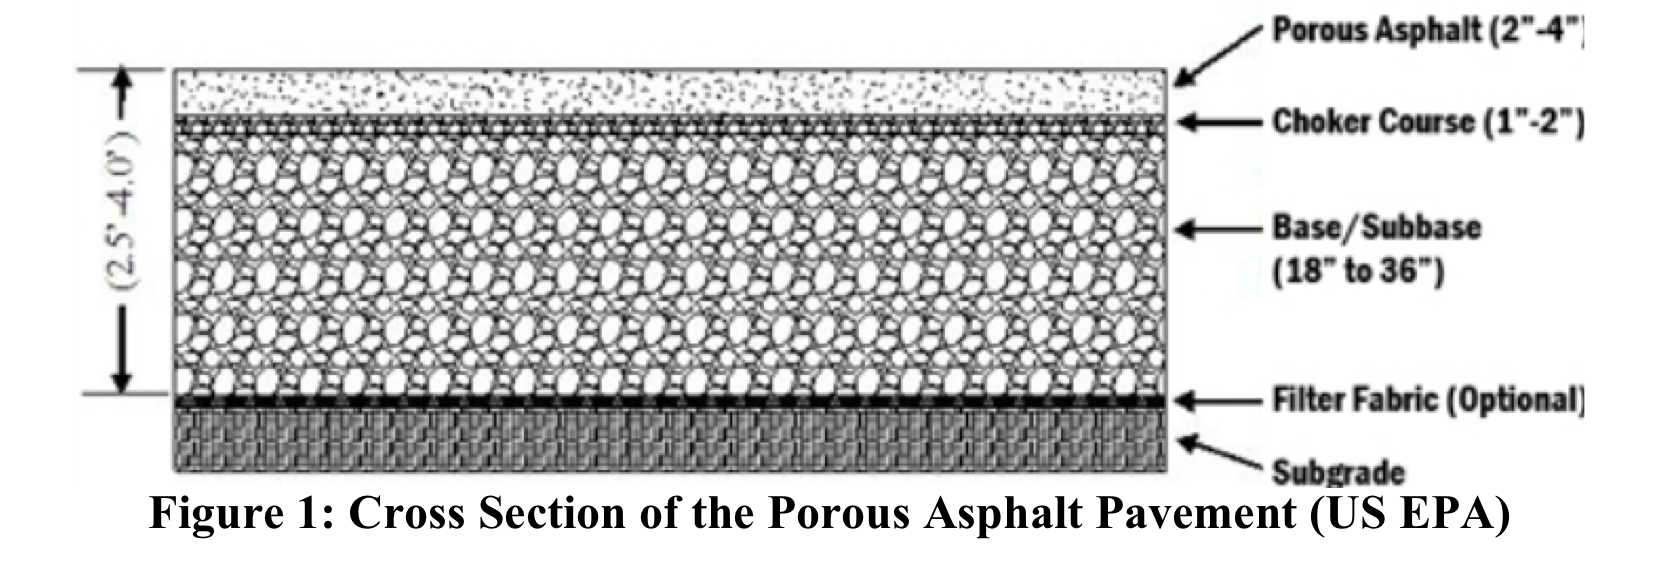 Porous Asphalt (2”-4”)
Choker Course (1”-2”)
(2.5’-4.0’)
Base/Subbase
(18” to 36”)
Filter Fabric (Optional)
Subgrade
Figure 1: Cross Section of the Porous Asphalt Pavement (US EPA)